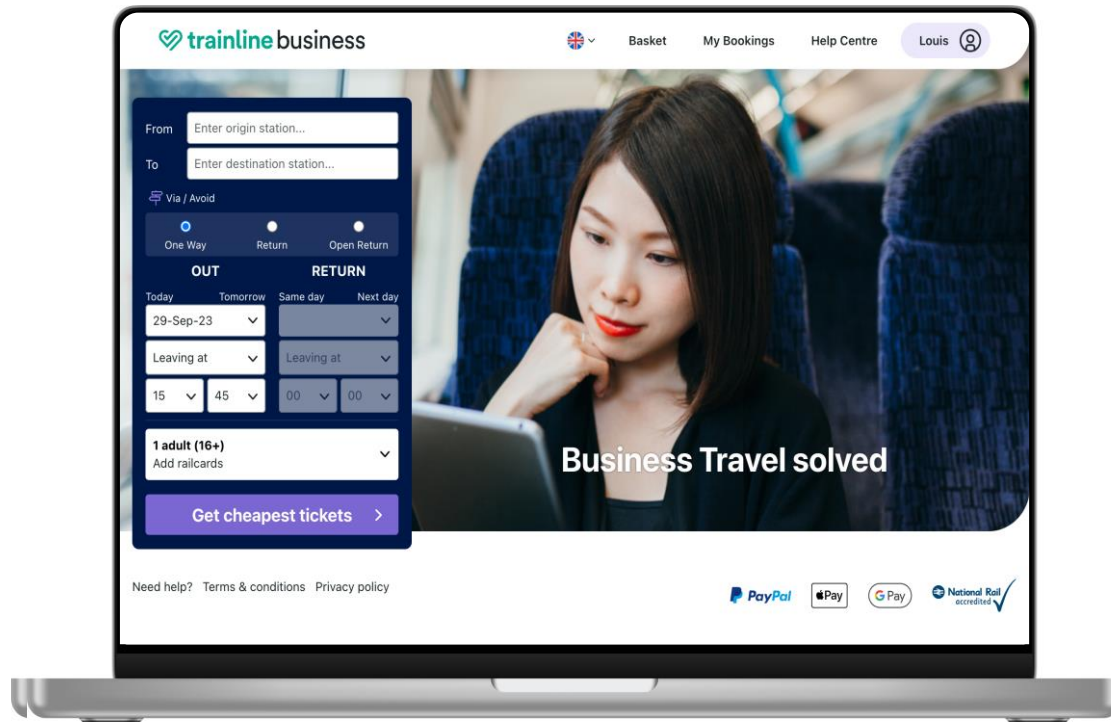 trainline business
Basket
My Bookings
Help Centre
Louis
From
Enter origin station...
To
Enter destination station...
Via / Avoid
One Way
Return
Open Return
OUT
RETURN
Today
Tomorrow
Same day
Next day
29-Sep-23
Leaving at
Leaving at
15
45
00
00
1 adult (16+)
Add railcards
Get cheapest tickets
Business Travel solved
Need help?
Terms & conditions
Privacy policy
PayPal
Pay
G Pay
National Rail
accredited